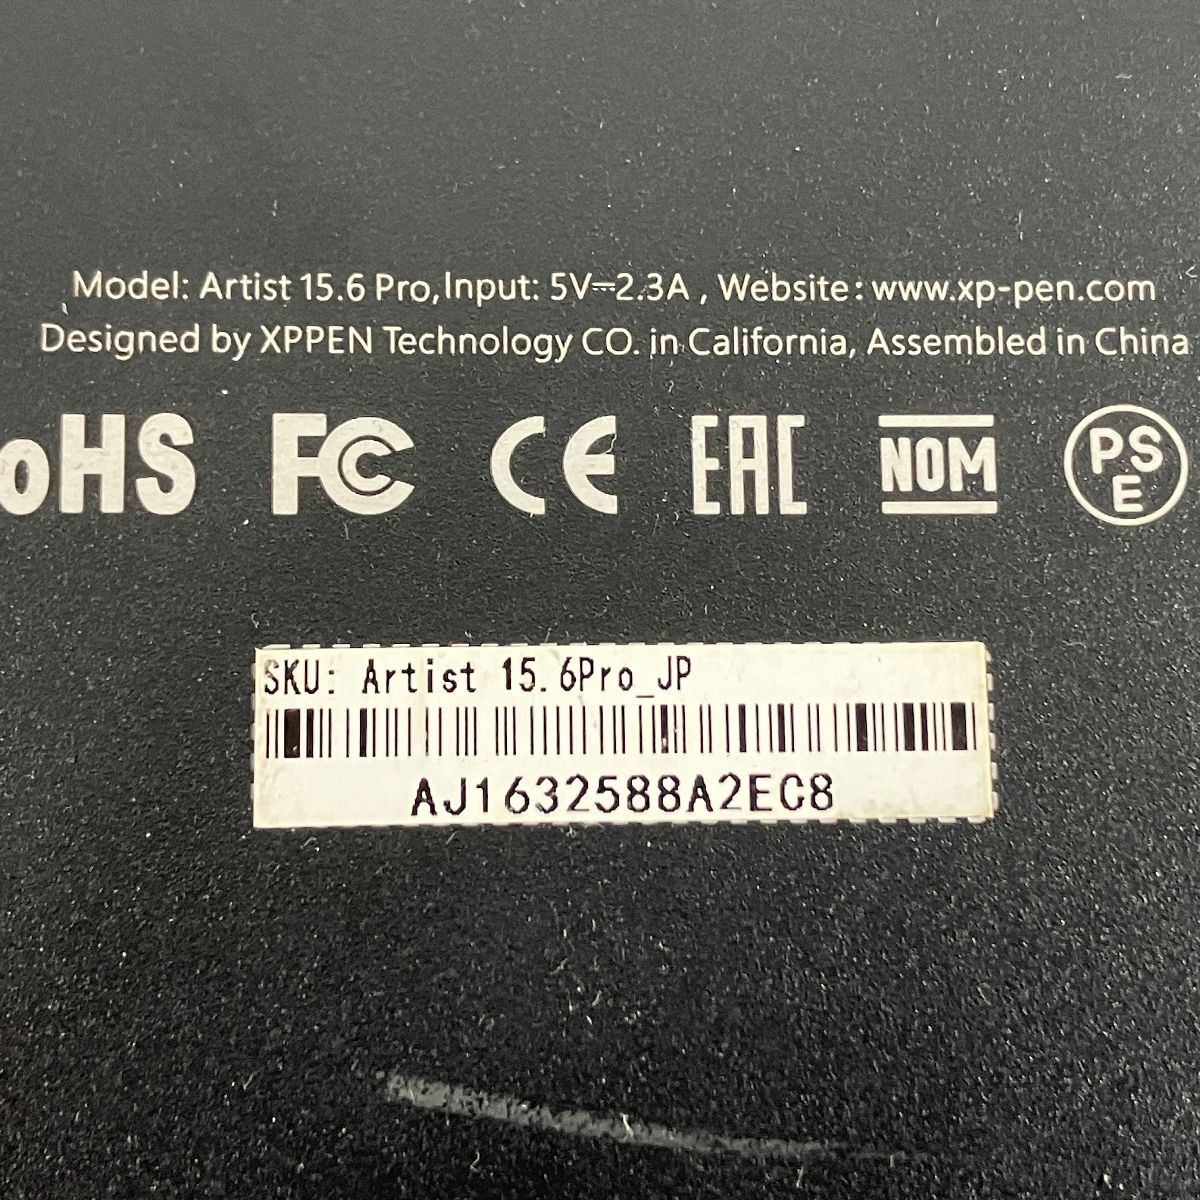 Model: Artist 15.6 Pro, Input: 5V⎓2.3A , Website: www.xp-pen.com
Designed by XPPEN Technology CO. in California, Assembled in China
oHS FC CE EAC NOM PSE
SKU: Artist 15.6Pro_JP
AJ1632588A2EC8